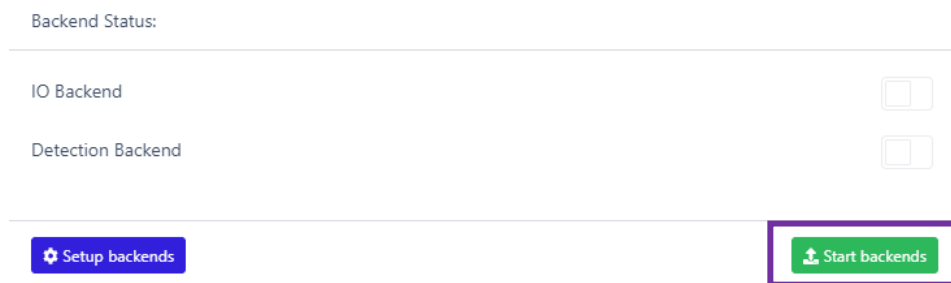 Backend Status:
IO Backend
Detection Backend
Setup backends
Start backends